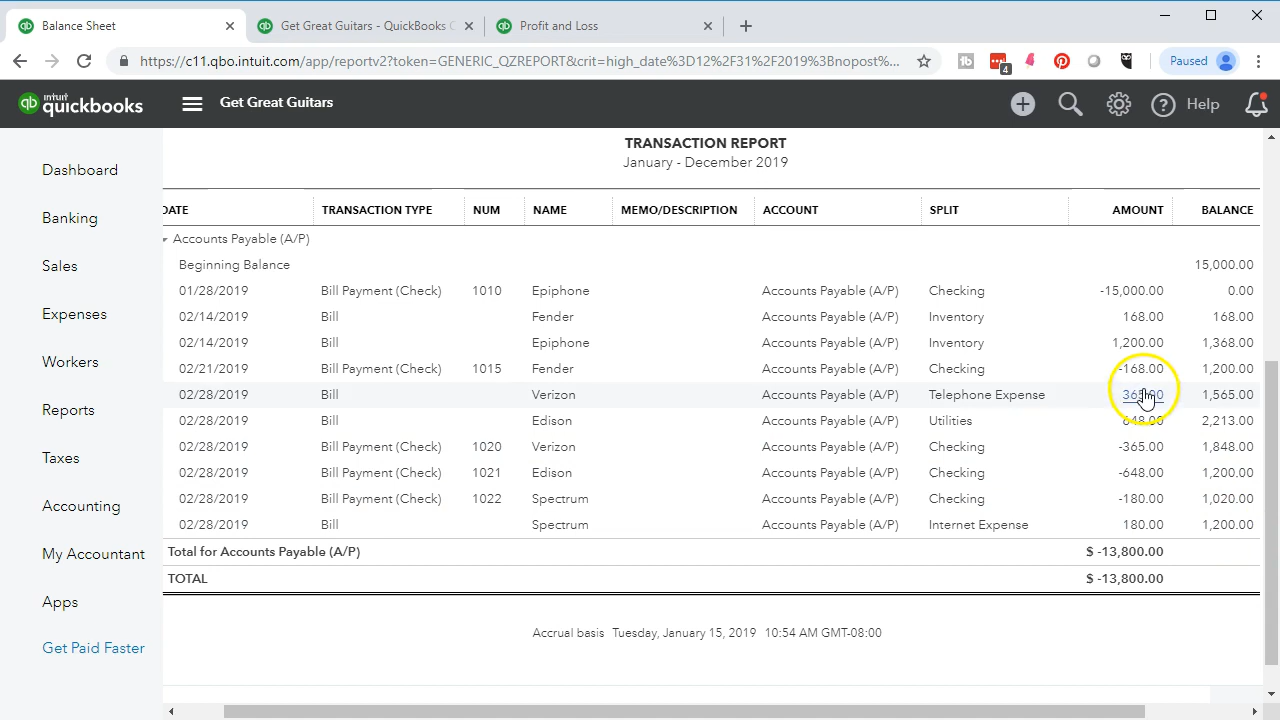 Balance Sheet
Get Great Guitars - QuickBooks
Profit and Loss
https://c11.qbo.intuit.com/app/reportv2?token=GENERIC_QZREPORT&crit=high_date%3D12%2F31%2F2019%3Bnopost%...
4
Paused
intuit
quickbooks
Get Great Guitars
Help
Dashboard
Banking
Sales
Expenses
Workers
Reports
Taxes
Accounting
My Accountant
Apps
Get Paid Faster
TRANSACTION REPORT
January - December 2019
DATE TRANSACTION TYPE NUM NAME MEMO/DESCRIPTION ACCOUNT SPLIT AMOUNT BALANCE
Accounts Payable (A/P)
Beginning Balance 15,000.00
01/28/2019 Bill Payment (Check) 1010 Epiphone Accounts Payable (A/P) Checking -15,000.00 0.00
02/14/2019 Bill Fender Accounts Payable (A/P) Inventory 168.00 168.00
02/14/2019 Bill Epiphone Accounts Payable (A/P) Inventory 1,200.00 1,368.00
02/21/2019 Bill Payment (Check) 1015 Fender Accounts Payable (A/P) Checking -168.00 1,200.00
02/28/2019 Bill Verizon Accounts Payable (A/P) Telephone Expense 365.00 1,565.00
02/28/2019 Bill Edison Accounts Payable (A/P) Utilities 648.00 2,213.00
02/28/2019 Bill Payment (Check) 1020 Verizon Accounts Payable (A/P) Checking -365.00 1,848.00
02/28/2019 Bill Payment (Check) 1021 Edison Accounts Payable (A/P) Checking -648.00 1,200.00
02/28/2019 Bill Payment (Check) 1022 Spectrum Accounts Payable (A/P) Checking -180.00 1,020.00
02/28/2019 Bill Spectrum Accounts Payable (A/P) Internet Expense 180.00 1,200.00
Total for Accounts Payable (A/P) $ -13,800.00
TOTAL $ -13,800.00
Accrual basis Tuesday, January 15, 2019 10:54 AM GMT-08:00